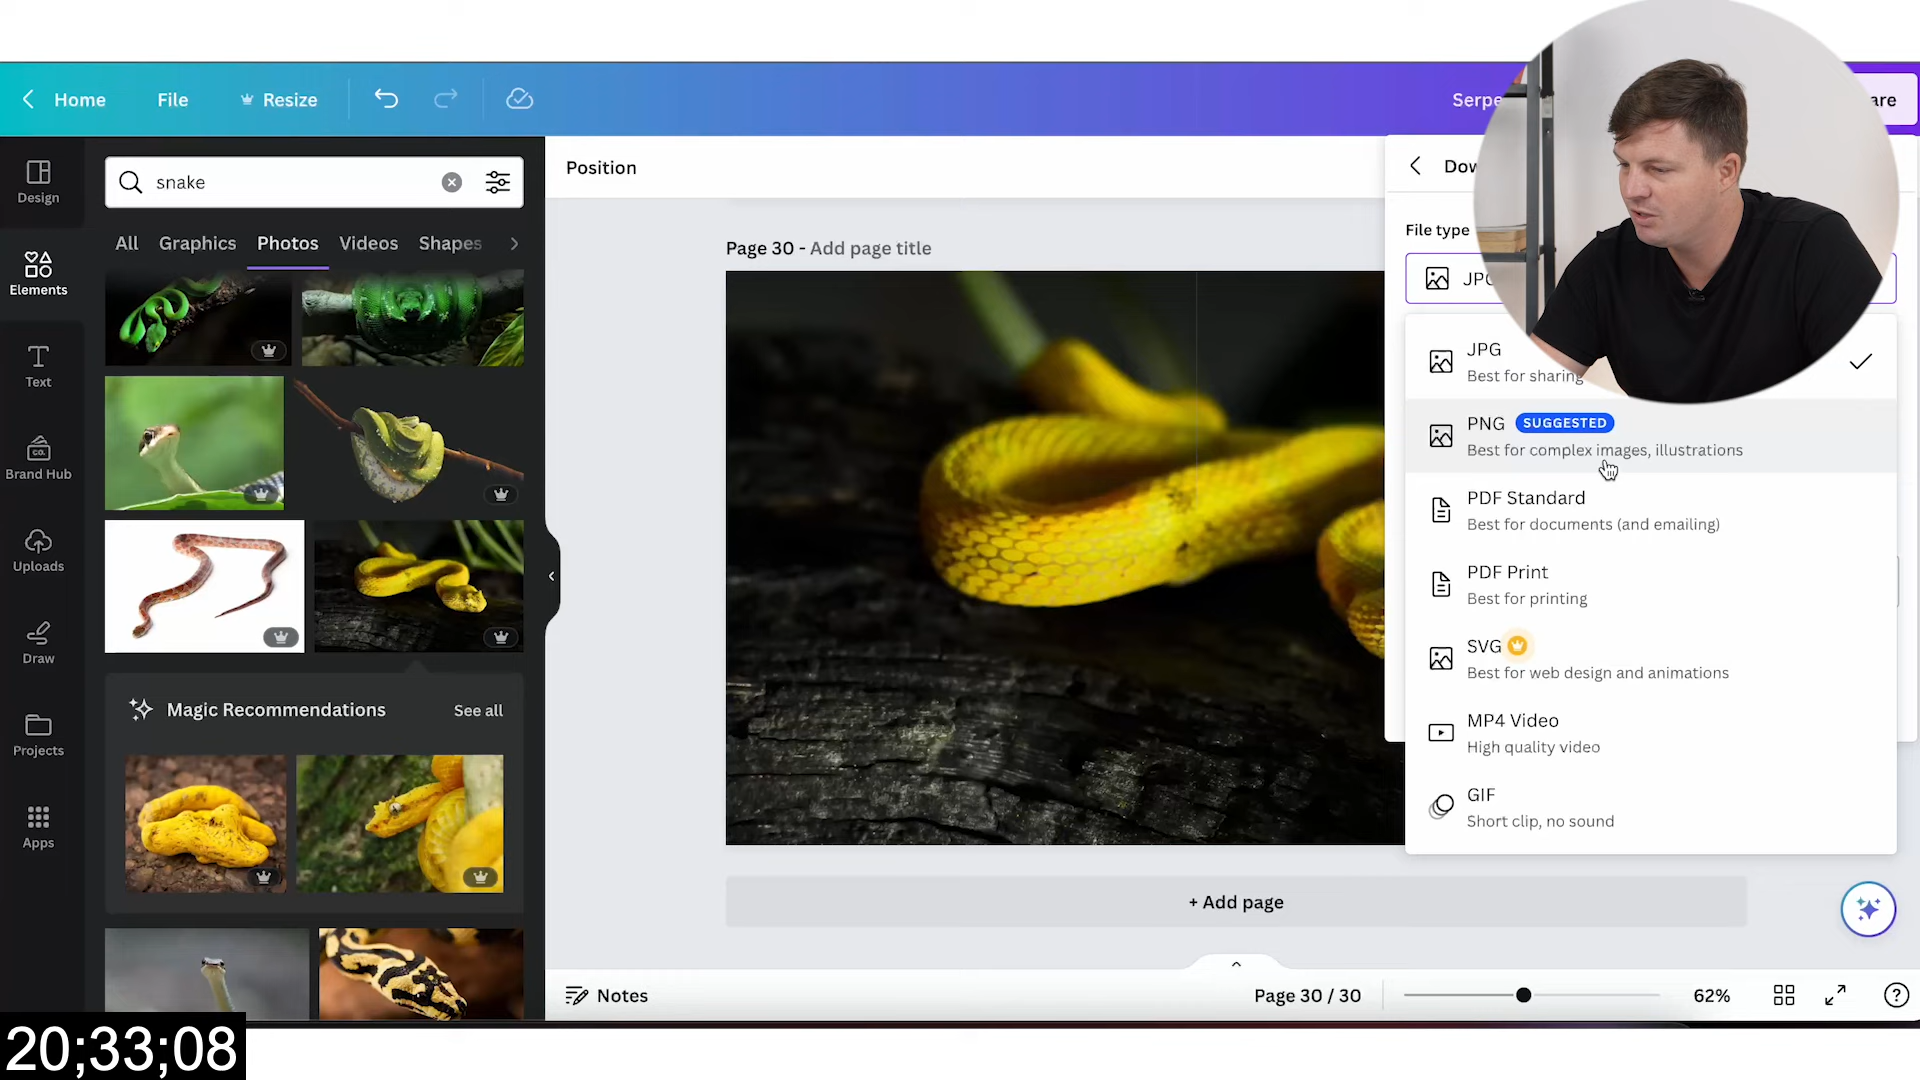 Home
File
Resize
Serpe
are
Design
Elements
Text
Brand Hub
Uploads
Draw
Projects
Apps
snake
All
Graphics
Photos
Videos
Shapes
Magic Recommendations
See all
Position
Page 30 - Add page title
+ Add page
Notes
Page 30 / 30
62%
Dow
File type
JPG
JPG
Best for sharing
PNG SUGGESTED
Best for complex images, illustrations
PDF Standard
Best for documents (and emailing)
PDF Print
Best for printing
SVG
Best for web design and animations
MP4 Video
High quality video
GIF
Short clip, no sound
20;33;08